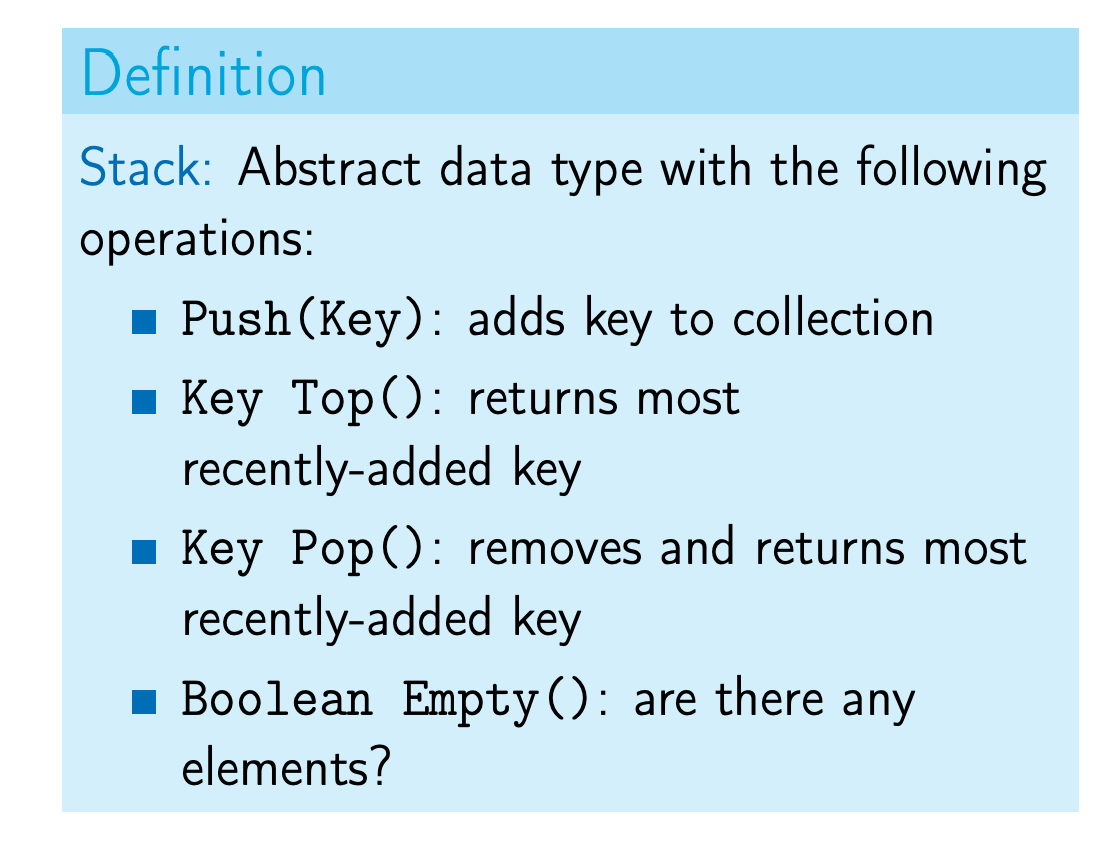 Definition
Stack: Abstract data type with the following
operations:
Push(Key): adds key to collection
Key Top(): returns most
recently-added key
Key Pop(): removes and returns most
recently-added key
Boolean Empty(): are there any
elements?